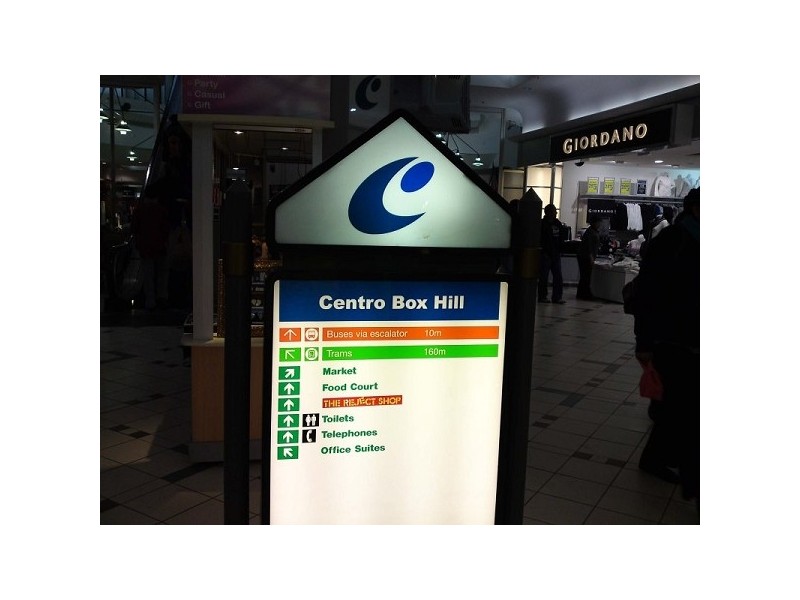 Party
Casual
Gift
GIORDANO
GIORDANO
Centro Box Hill
Buses via escalator 10m
Trams 160m
Market
Food Court
THE REJECT SHOP
Toilets
Telephones
Office Suites